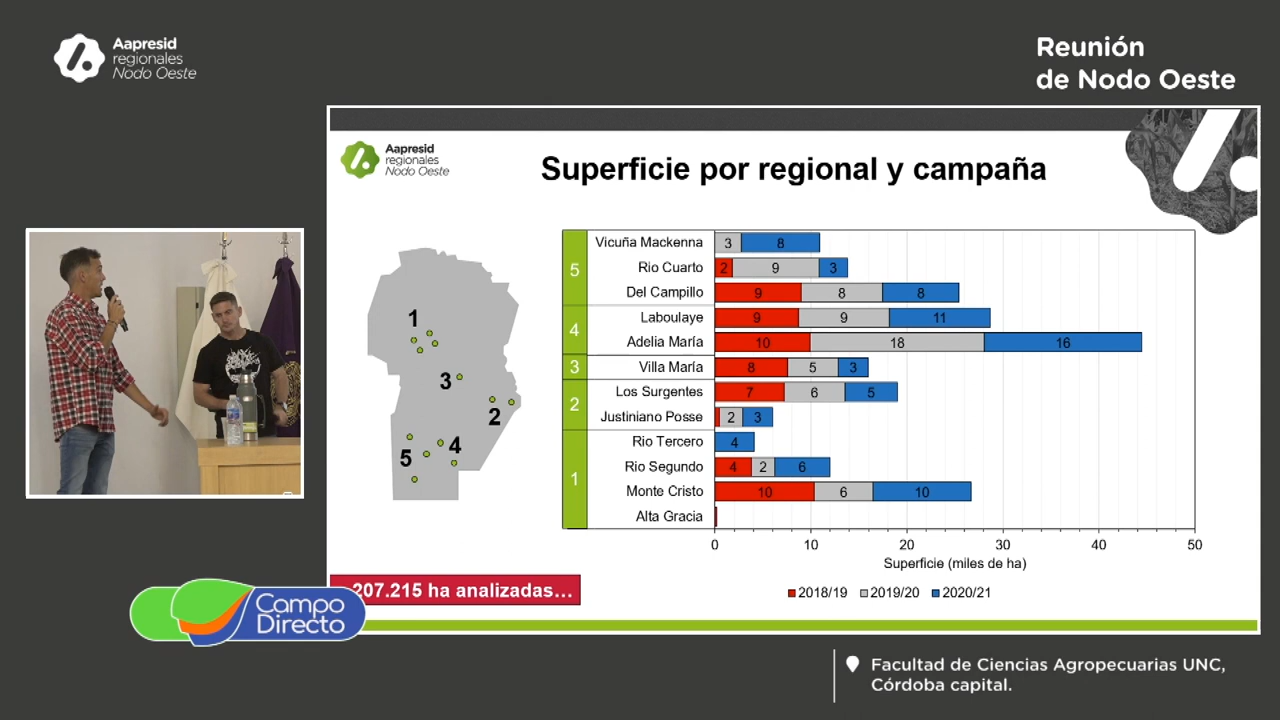 Aapresid
regionales
Nodo Oeste
Reunión
de Nodo Oeste
Aapresid
regionales
Nodo Oeste
Superficie por regional y campaña
1
3
2
4
5
5
Vicuña Mackenna 3 8
Rio Cuarto 2 9 3
Del Campillo 9 8 8
4
Laboulaye 9 9 11
Adelia María 10 18 16
3
Villa María 8 5 3
2
Los Surgentes 7 6 5
Justiniano Posse 2 3
1
Rio Tercero 4
Rio Segundo 4 2 6
Monte Cristo 10 6 10
Alta Gracia
0 10 20 30 40 50
Superficie (miles de ha)
2018/19 2019/20 2020/21
207.215 ha analizadas...
Campo
Directo
Facultad de Ciencias Agropecuarias UNC,
Córdoba capital.